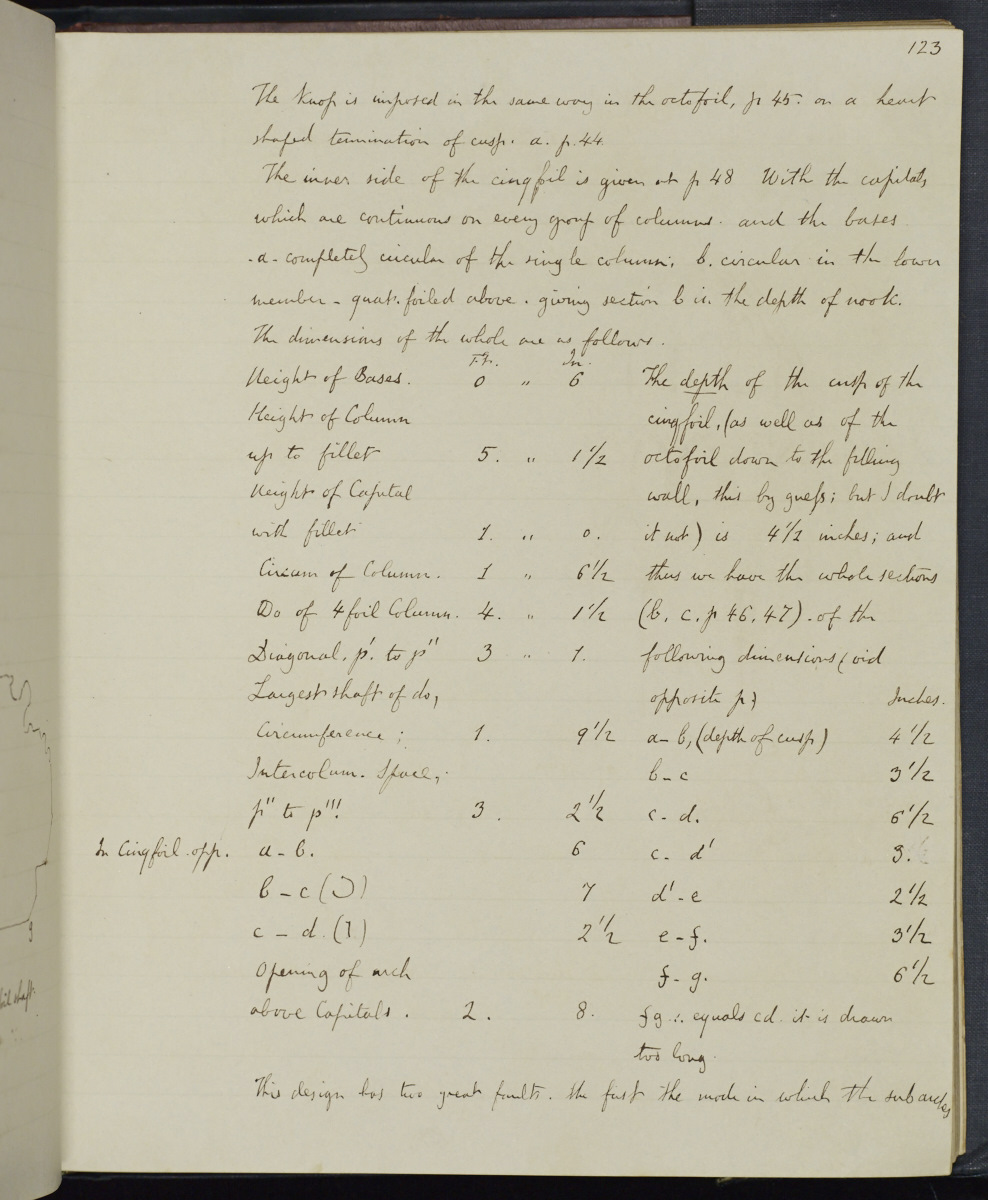 123
The Knop is imposed in the same way in the octofoil, p 45. on a heart
shaped termination of cusp. a. p. 44.
The inner side of the cinqfoil is given at p 48 With the capitals,
which are continuous on every group of columns. and the bases
. a - completely circular of the single column; b. circular in the lower
member - quat. foiled above. giving section b in the depth of nook.
The dimensions of the whole are as follows.
Ft. In.
Height of Bases. 0 " 6
Height of Column
up to fillet 5. " 1 1/2
Height of Capital
with fillet 1. " 0.
Circum of Column. 1 " 6 1/2
Do of 4 foil Column. 4. " 1 1/2
Diagonal, p' to p'' 3 " 1.
Largest shaft of do,
Circumference; 1. 9 1/2
Intercolum. Space,
p'' to p'''. 3. 2 1/2
In Cinqfoil. opp. a - b. 6
b - c 7
c - d. 2 1/2
Opening of arch
above Capitals. 2. 8.
The depth of the cusp of the
cinqfoil, (as well as of the
octofoil down to the filling
wall, this by guess; but I doubt
it not) is 4 1/2 inches; and
thus we have the whole sections
(b. c. p 46. 47). of the
following dimensions (vid
opposite p;) Inches.
a - b, (depth of cusp) 4 1/2
b - c 3 1/2
c - d. 6 1/2
c - d' 3.
d' - e 2 1/2
e - f. 3 1/2
f - g. 6 1/2
fg ∴ equals cd. it is drawn
too long.
This design has two great faults. the first the mode in which the subarches
g
shaft